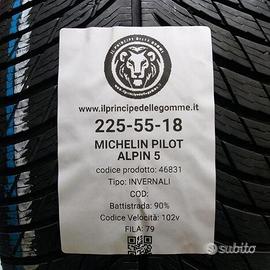 IL PRINCIPE DELLE GOMME
www.ilprincipedellegomme.it
225-55-18
MICHELIN PILOT
ALPIN 5
codice prodotto: 46831
Tipo: INVERNALI
COD:
Battistrada: 90%
Codice Velocità: 102v
FILA: 79
subito